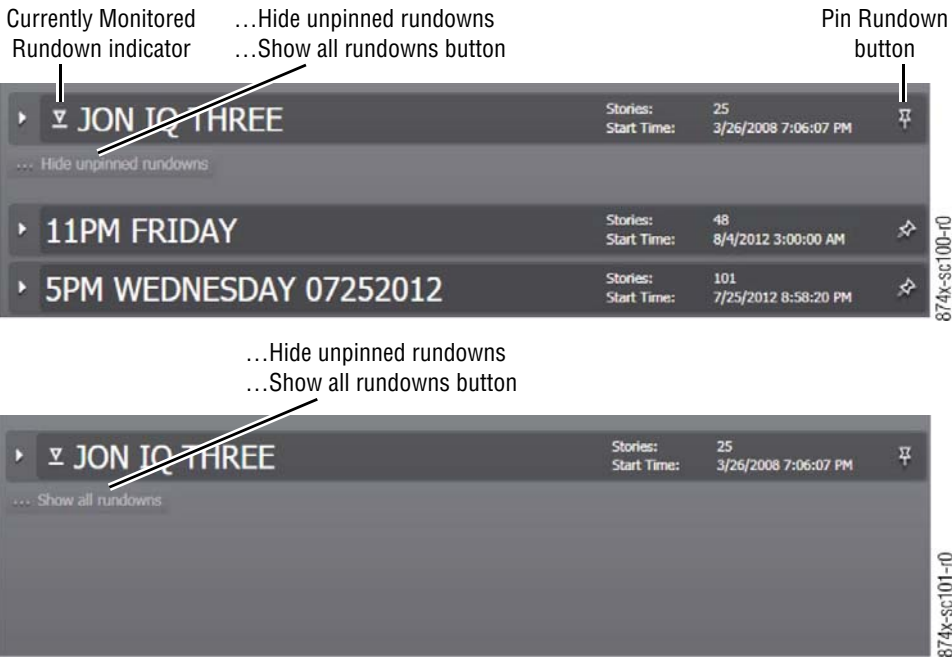 Currently Monitored
Rundown indicator
…Hide unpinned rundowns
…Show all rundowns button
Pin Rundown
button
JON IQ THREE
Stories: 25
Start Time: 3/26/2008 7:06:07 PM
... Hide unpinned rundowns
11PM FRIDAY
Stories: 48
Start Time: 8/4/2012 3:00:00 AM
5PM WEDNESDAY 07252012
Stories: 101
Start Time: 7/25/2012 8:58:20 PM
874x-sc100-r0
…Hide unpinned rundowns
…Show all rundowns button
JON IQ THREE
Stories: 25
Start Time: 3/26/2008 7:06:07 PM
... Show all rundowns
874x-sc101-r0